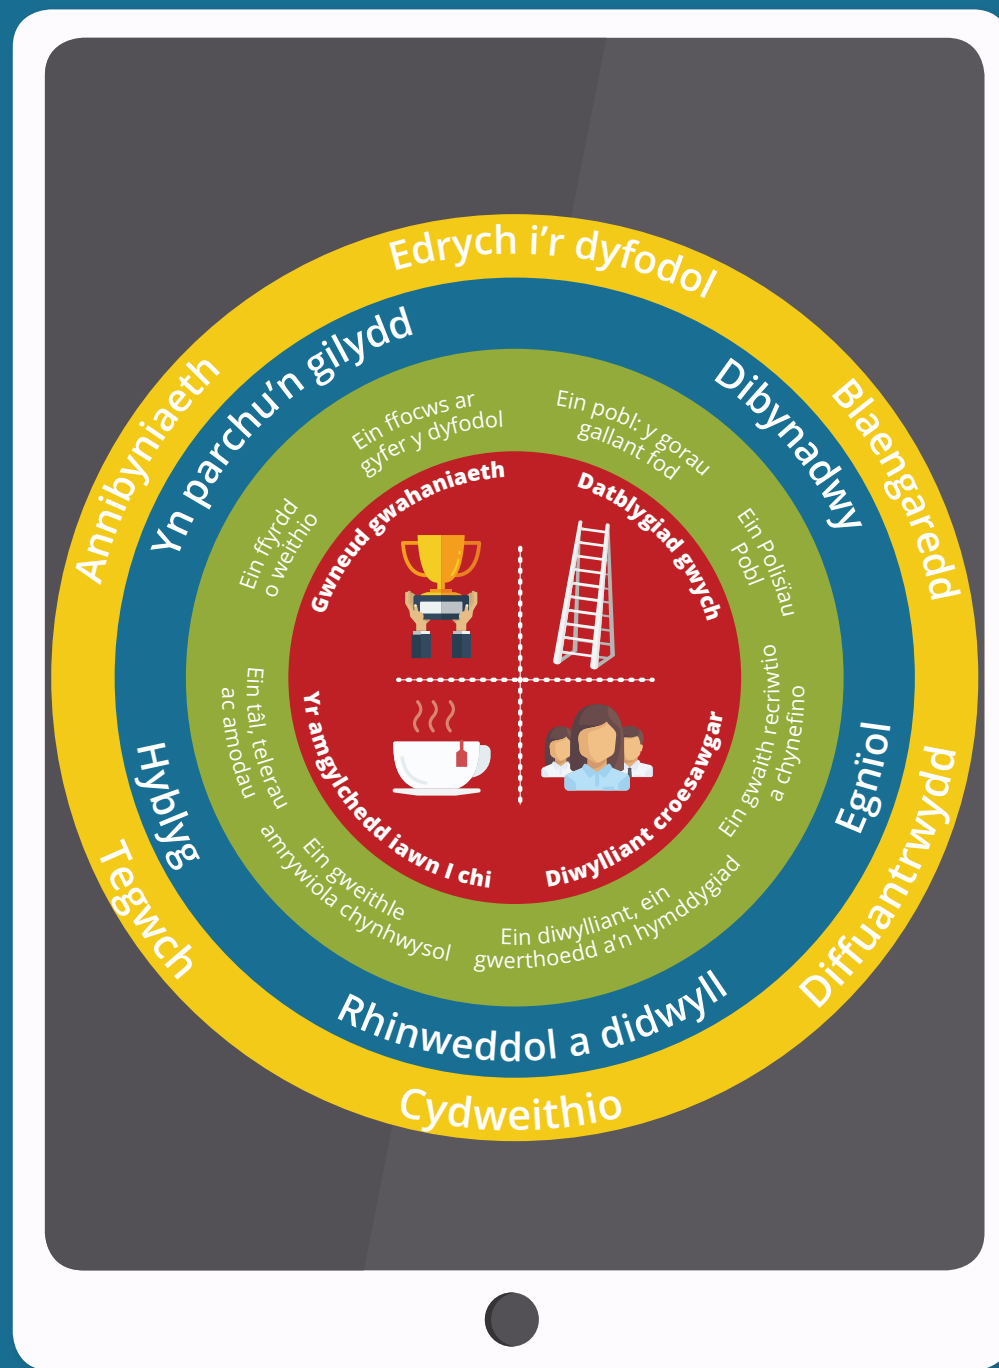 Edrych i'r dyfodol
Blaengaredd
Diffuantrwydd
Cydweithio
Tegwch
Annibyniaeth
Yn parchu'n gilydd
Dibynadwy
Egnïol
Rhinweddol a didwyll
Hyblyg
Ein ffocws ar
gyfer y dyfodol
Ein pobl: y gorau
gallant fod
Ein Polisïau
Pobl
Ein gwaith recriwtio
a chynefino
Ein diwylliant, ein
gwerthoedd a'n hymddygiad
Ein gweithle
amrywiola chynhwysol
Ein tâl, telerau
ac amodau
Ein ffyrdd
o weithio
Gwneud gwahaniaeth
Datblygiad gwych
Diwylliant croesawgar
Yr amgylchedd iawn I chi